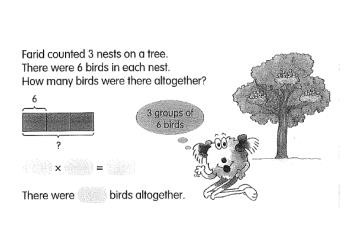 Farid counted 3 nests on a tree.
There were 6 birds in each nest.
How many birds were there altogether?
6
3 groups of
6 birds
?
× =
There were birds altogether.